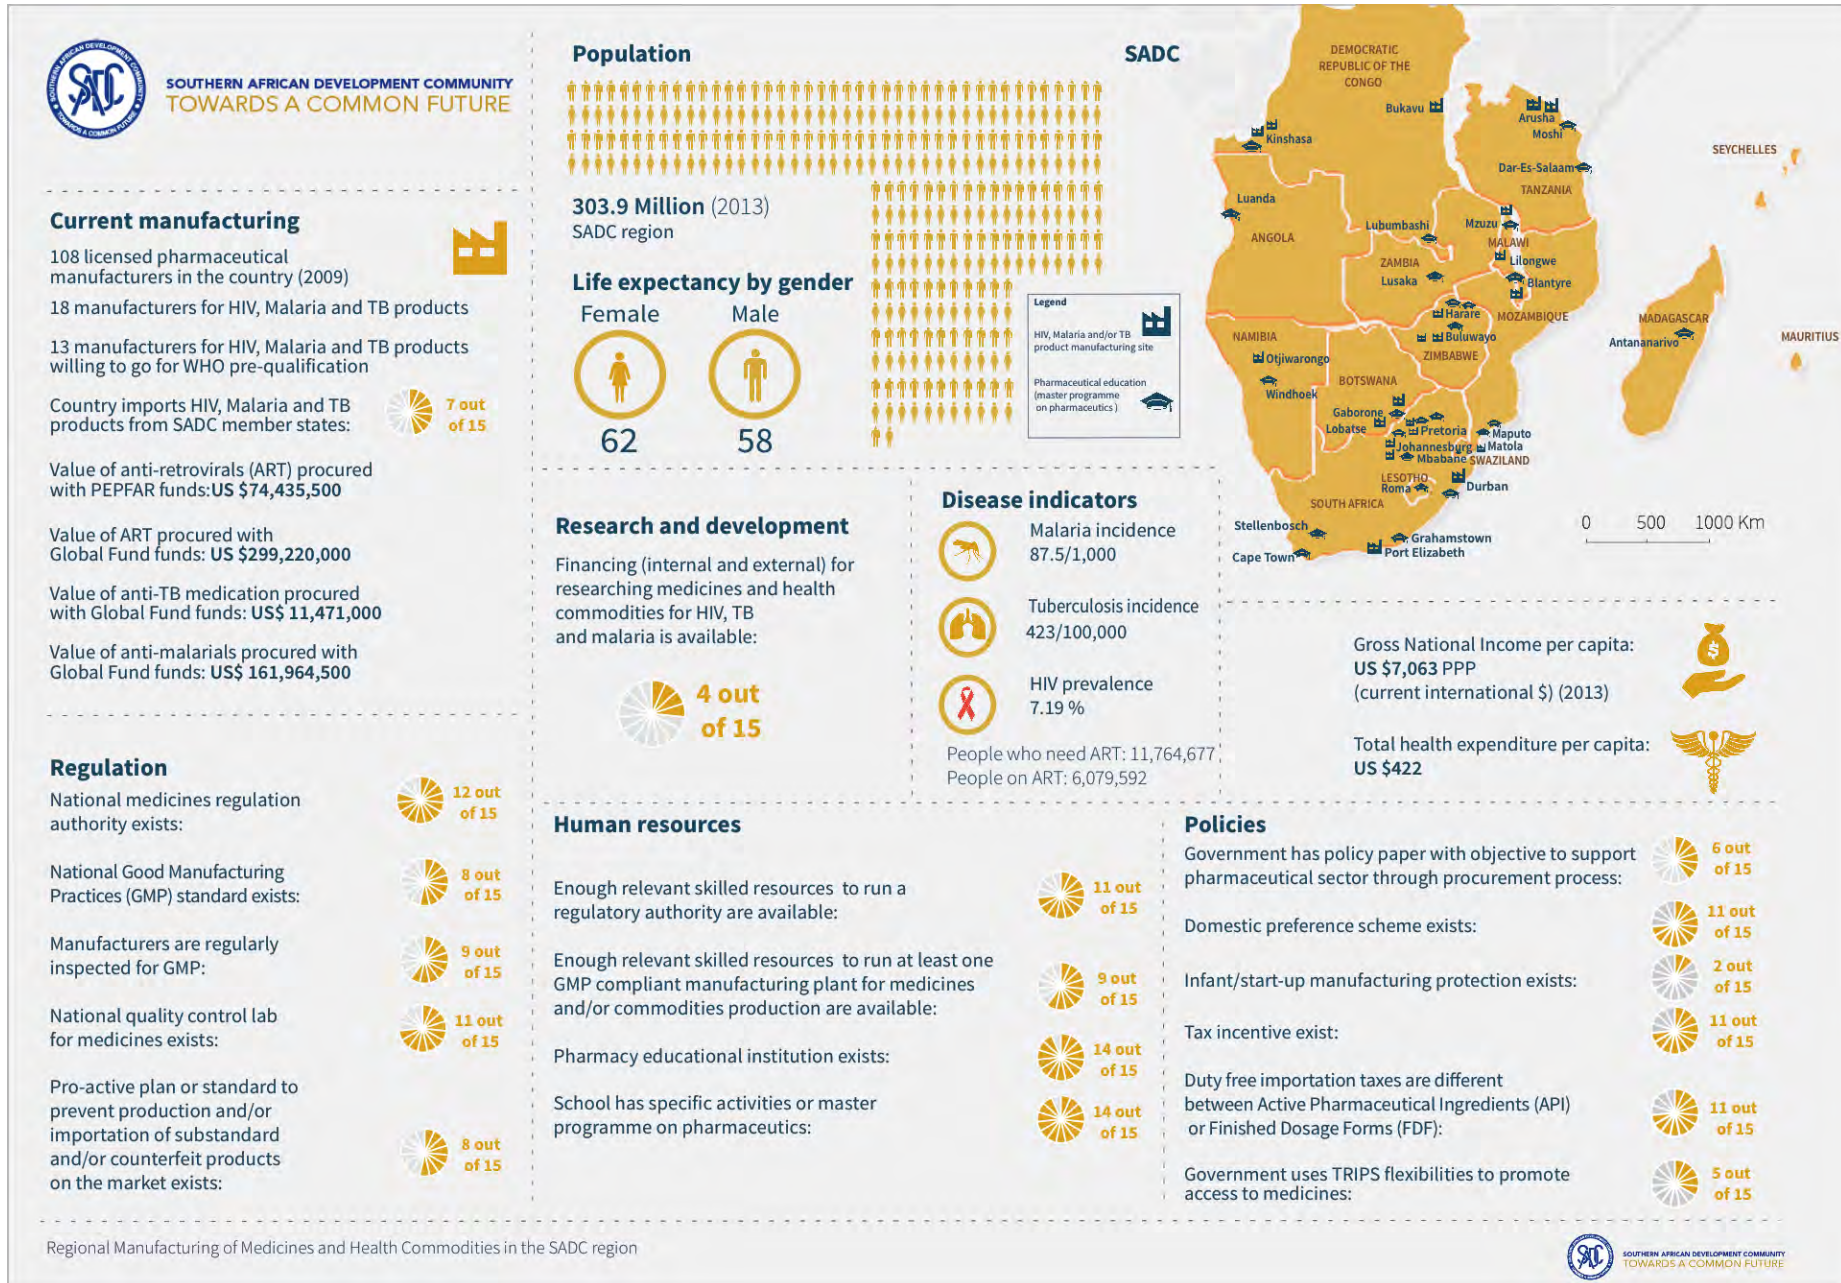 SOUTHERN AFRICAN DEVELOPMENT COMMUNITY
TOWARDS A COMMON FUTURE
SOUTHERN AFRICAN DEVELOPMENT COMMUNITY
SADC
TOWARDS A COMMON FUTURE
Current manufacturing
108 licensed pharmaceutical
manufacturers in the country (2009)
18 manufacturers for HIV, Malaria and TB products
13 manufacturers for HIV, Malaria and TB products
willing to go for WHO pre-qualification
Country imports HIV, Malaria and TB
products from SADC member states:
7 out
of 15
Value of anti-retrovirals (ART) procured
with PEPFAR funds:US $74,435,500
Value of ART procured with
Global Fund funds: US $299,220,000
Value of anti-TB medication procured
with Global Fund funds: US$ 11,471,000
Value of anti-malarials procured with
Global Fund funds: US$ 161,964,500
Regulation
National medicines regulation
authority exists:
12 out
of 15
National Good Manufacturing
Practices (GMP) standard exists:
8 out
of 15
Manufacturers are regularly
inspected for GMP:
9 out
of 15
National quality control lab
for medicines exists:
11 out
of 15
Pro-active plan or standard to
prevent production and/or
importation of substandard
and/or counterfeit products
on the market exists:
8 out
of 15
Population
303.9 Million (2013)
SADC region
Life expectancy by gender
Female
Male
62
58
SADC
Legend
HIV, Malaria and/or TB
product manufacturing site
Pharmaceutical education
(master programme
on pharmaceutics )
DEMOCRATIC
REPUBLIC OF THE
CONGO
Bukavu
Kinshasa
Arusha
Moshi
Dar-Es-Salaam
TANZANIA
SEYCHELLES
Luanda
ANGOLA
Lubumbashi
Mzuzu
MALAWI
ZAMBIA
Lilongwe
Lusaka
Blantyre
Harare
MOZAMBIQUE
MADAGASCAR
Antananarivo
MAURITIUS
NAMIBIA
Buluwayo
ZIMBABWE
Otjiwarongo
BOTSWANA
Windhoek
Gaborone
Lobatse
Pretoria
Maputo
Johannesburg
Matola
Mbabane
SWAZILAND
LESOTHO
Roma
Durban
SOUTH AFRICA
Stellenbosch
Grahamstown
Cape Town
Port Elizabeth
0
500
1000 Km
Research and development
Financing (internal and external) for
researching medicines and health
commodities for HIV, TB
and malaria is available:
4 out
of 15
Disease indicators
Malaria incidence
87.5/1,000
Tuberculosis incidence
423/100,000
HIV prevalence
7.19 %
People who need ART: 11,764,677
People on ART: 6,079,592
Gross National Income per capita:
US $7,063 PPP
(current international $) (2013)
$
Total health expenditure per capita:
US $422
Human resources
Enough relevant skilled resources to run a
regulatory authority are available:
11 out
of 15
Enough relevant skilled resources to run at least one
GMP compliant manufacturing plant for medicines
and/or commodities production are available:
9 out
of 15
Pharmacy educational institution exists:
14 out
of 15
School has specific activities or master
programme on pharmaceutics:
14 out
of 15
Policies
Government has policy paper with objective to support
pharmaceutical sector through procurement process:
6 out
of 15
Domestic preference scheme exists:
11 out
of 15
Infant/start-up manufacturing protection exists:
2 out
of 15
Tax incentive exist:
11 out
of 15
Duty free importation taxes are different
between Active Pharmaceutical Ingredients (API)
or Finished Dosage Forms (FDF):
11 out
of 15
Government uses TRIPS flexibilities to promote
access to medicines:
5 out
of 15
Regional Manufacturing of Medicines and Health Commodities in the SADC region
SADC
SOUTHERN AFRICAN DEVELOPMENT COMMUNITY
TOWARDS A COMMON FUTURE